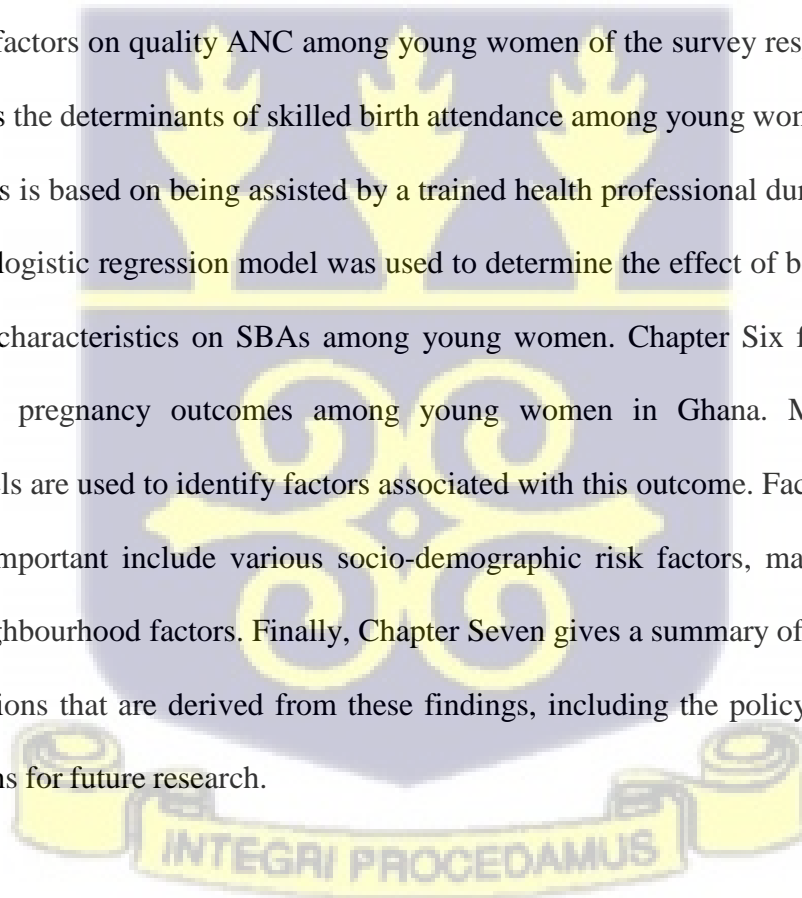 factors on quality ANC among young women of the survey res
s the determinants of skilled birth attendance among young won
s is based on being assisted by a trained health professional du
logistic regression model was used to determine the effect of b
characteristics on SBAs among young women. Chapter Six f
pregnancy outcomes among young women in Ghana. M
ls are used to identify factors associated with this outcome. Fac
mportant include various socio-demographic risk factors, ma
ghbourhood factors. Finally, Chapter Seven gives a summary of
ions that are derived from these findings, including the policy
ns for future research.
INTEGRI PROCEDAMUS